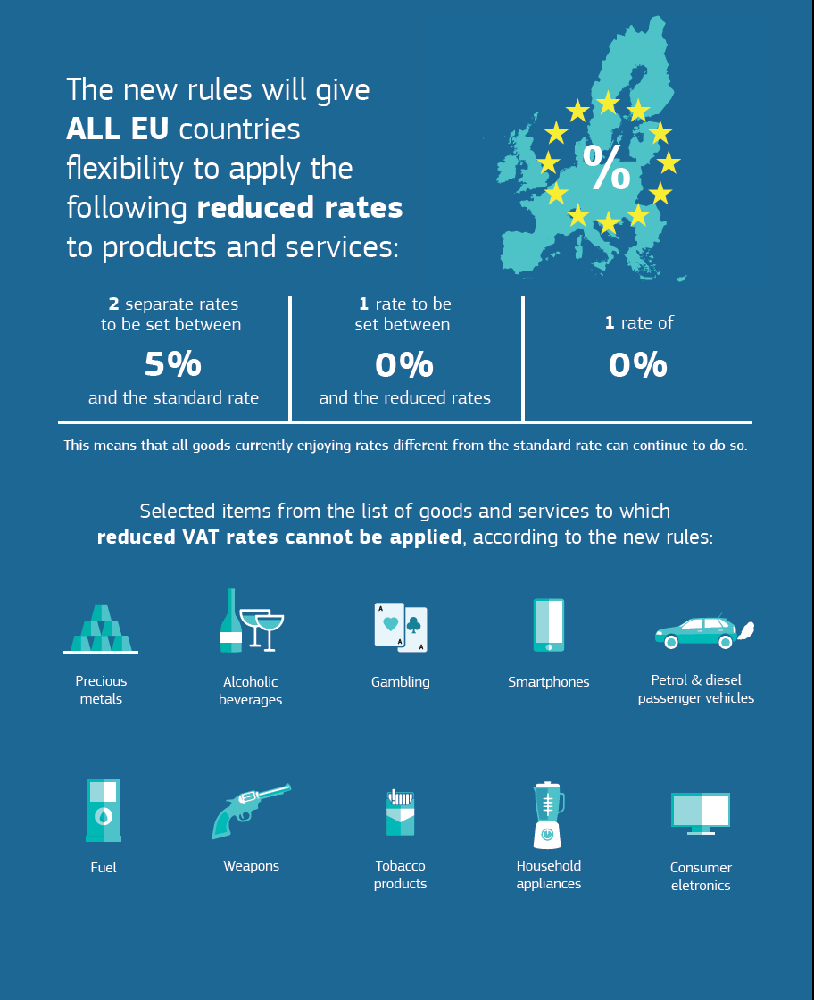 The new rules will give
ALL EU countries
flexibility to apply the
following reduced rates
to products and services:
%
2 separate rates
to be set between
5%
and the standard rate
1 rate to be
set between
0%
and the reduced rates
1 rate of
0%
This means that all goods currently enjoying rates different from the standard rate can continue to do so.
Selected items from the list of goods and services to which
reduced VAT rates cannot be applied, according to the new rules:
Precious
metals
Alcoholic
beverages
A
A
A
Gambling
Smartphones
Petrol & diesel
passenger vehicles
Fuel
Weapons
Tobacco
products
Household
appliances
Consumer
eletronics